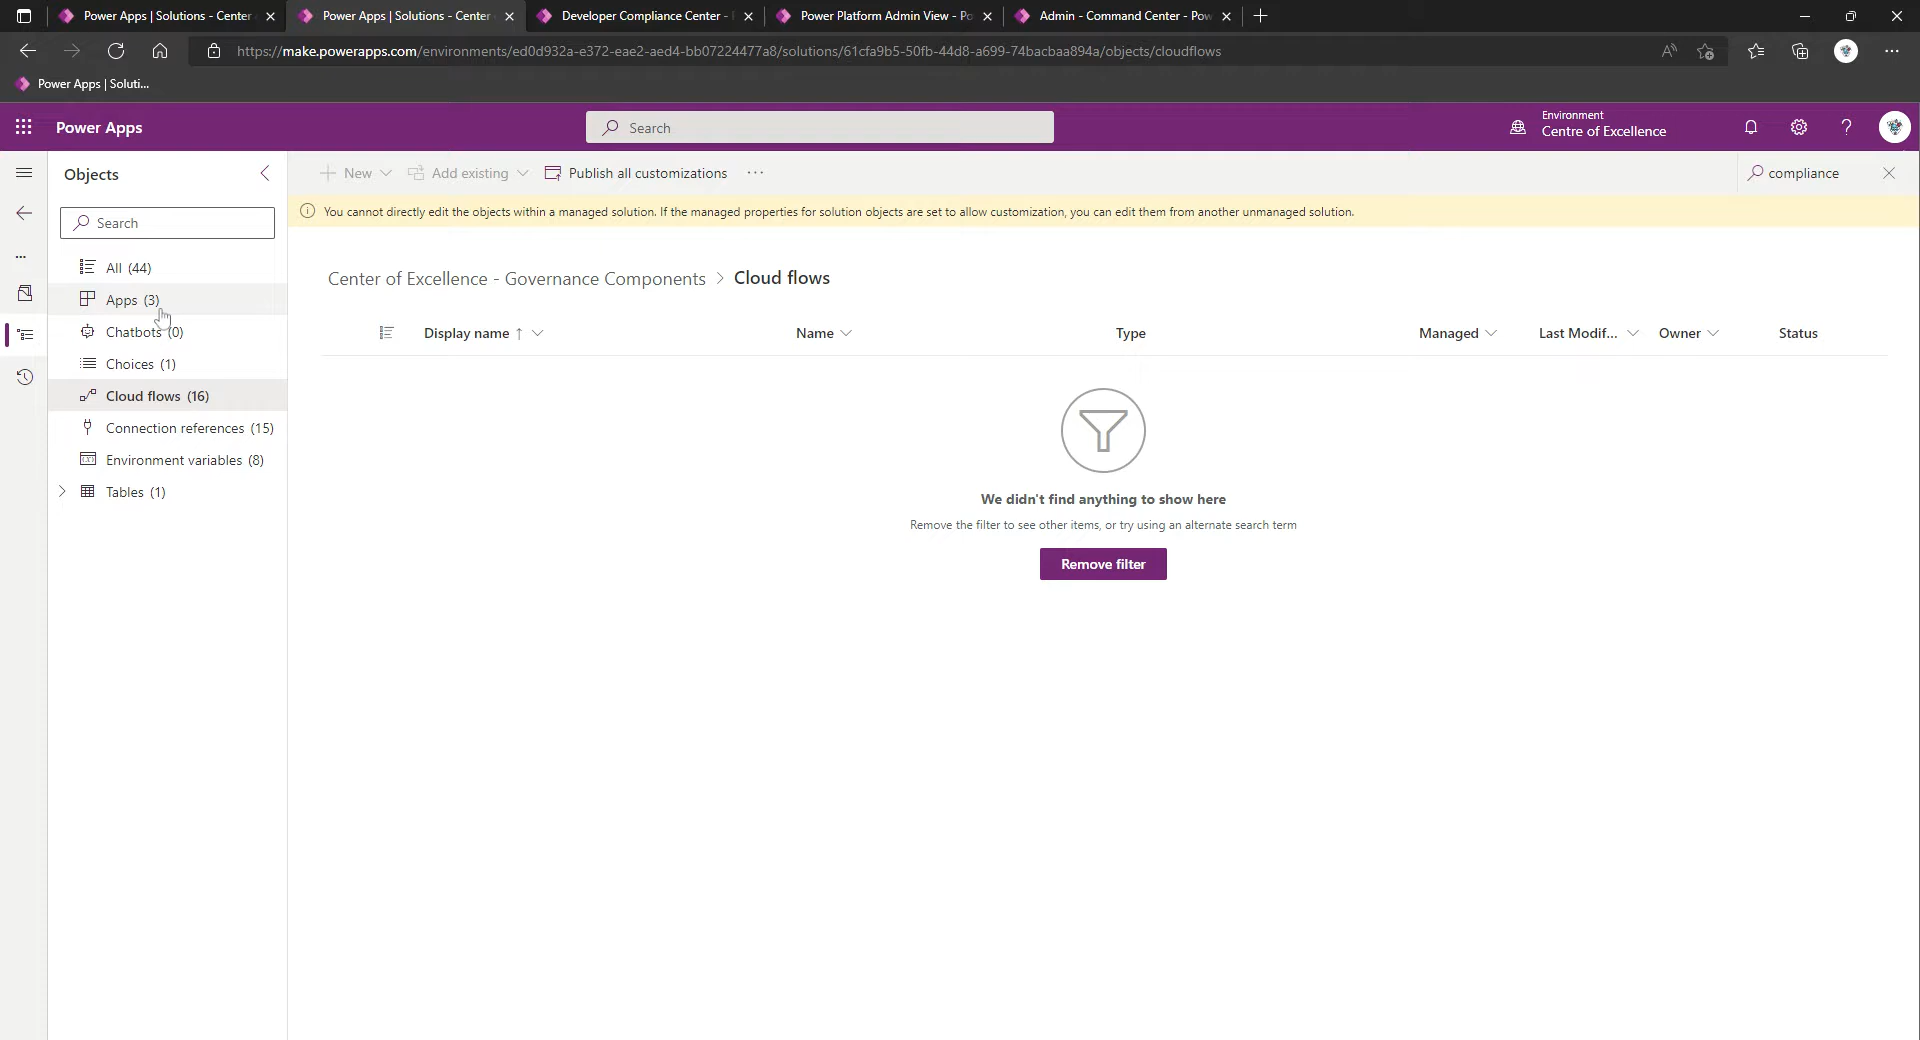 Power Apps | Solutions - Center
Power Apps | Solutions - Center
Developer Compliance Center -
Power Platform Admin View - Po
Admin - Command Center - Pow
https://make.powerapps.com/environments/ed0d932a-e372-eae2-aed4-bb07224477a8/solutions/61cfa9b5-50fb-44d8-a699-74bacbaa894a/objects/cloudflows
Power Apps | Soluti...
Power Apps
Search
Environment
Centre of Excellence
Objects
New
Add existing
Publish all customizations
compliance
You cannot directly edit the objects within a managed solution. If the managed properties for solution objects are set to allow customization, you can edit them from another unmanaged solution.
Search
All (44)
Apps (3)
Chatbots (0)
Choices (1)
Cloud flows (16)
Connection references (15)
Environment variables (8)
Tables (1)
Center of Excellence - Governance Components > Cloud flows
Display name ↑
Name
Type
Managed
Last Modif...
Owner
Status
We didn't find anything to show here
Remove the filter to see other items, or try using an alternate search term
Remove filter